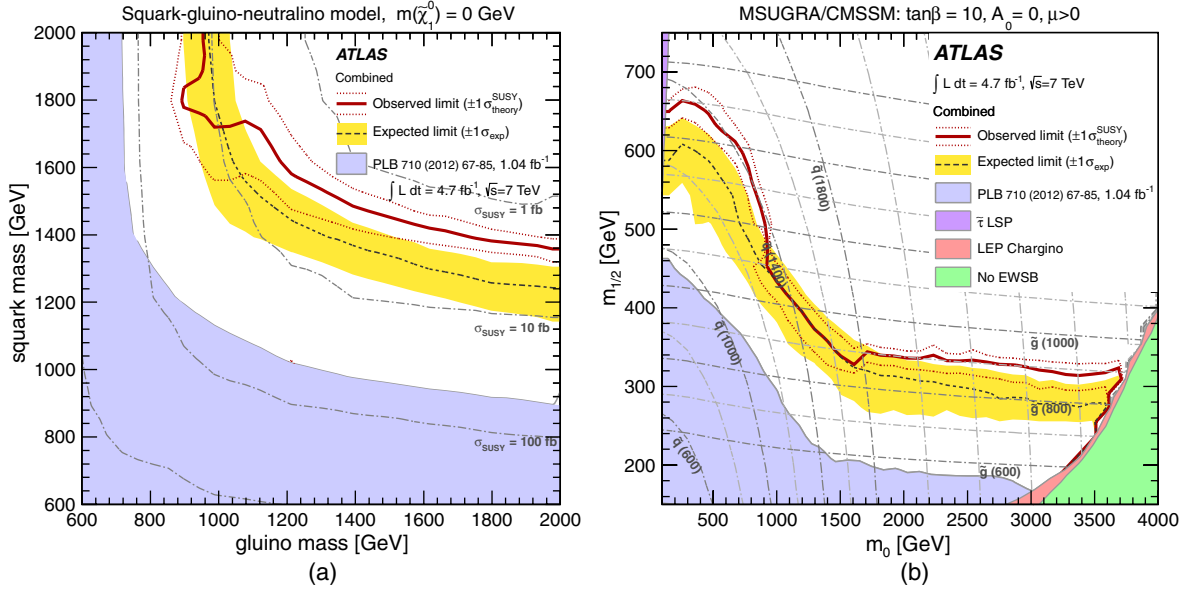 Squark-gluino-neutralino model, m(χ̃₁⁰) = 0 GeV
squark mass [GeV]
2000
1800
1600
1400
1200
1000
800
600
ATLAS
Combined
Observed limit (±1σ^SUSY_theory)
Expected limit (±1σ_exp)
PLB 710 (2012) 67-85, 1.04 fb⁻¹
∫ L dt = 4.7 fb⁻¹, √s=7 TeV
σ_SUSY = 1 fb
σ_SUSY = 10 fb
σ_SUSY = 100 fb
600 800 1000 1200 1400 1600 1800 2000
gluino mass [GeV]
(a)
MSUGRA/CMSSM: tanβ = 10, A₀= 0, μ>0
m₁/₂ [GeV]
700
600
500
400
300
200
ATLAS
∫ L dt = 4.7 fb⁻¹, √s=7 TeV
Combined
Observed limit (±1σ^SUSY_theory)
Expected limit (±1σ_exp)
PLB 710 (2012) 67-85, 1.04 fb⁻¹
τ̃ LSP
LEP Chargino
No EWSB
q̃ (1800)
q̃ (1400)
q̃ (1000)
q̃ (600)
g̃ (1000)
g̃ (800)
g̃ (600)
500 1000 1500 2000 2500 3000 3500 4000
m₀ [GeV]
(b)